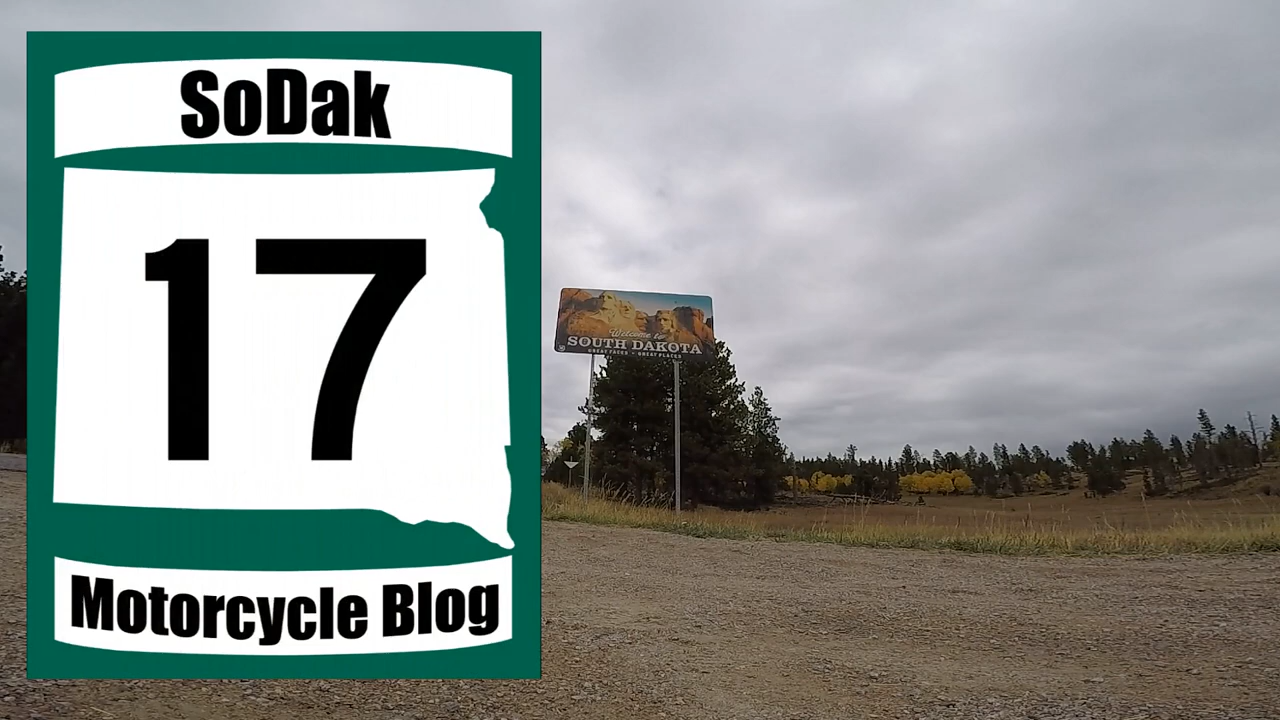 SoDak
17
Motorcycle Blog
Welcome to
SOUTH DAKOTA
GREAT FACES • GREAT PLACES